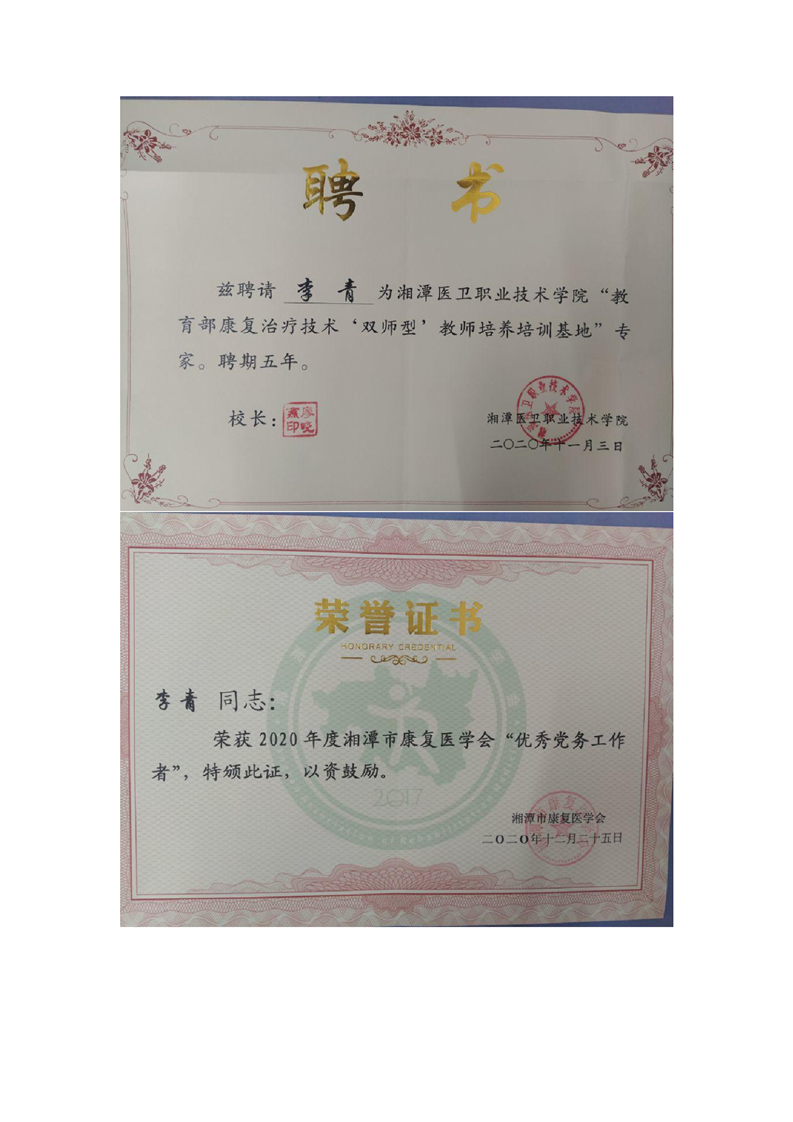 聘 书
兹聘请 李 青 为湘潭医卫职业技术学院“教
育部康复治疗技术‘双师型’教师培养培训基地”专
家。聘期五年。
校长：
湘潭医卫职业技术学院
二〇二〇年十一月三日
荣誉证书
HONORARY CREDENTIAL
李青 同志：
荣获 2020 年度湘潭市康复医学会“优秀党务工作
者”，特颁此证，以资鼓励。
2017
湘潭市康复医学会
二〇二〇年十二月二十五日